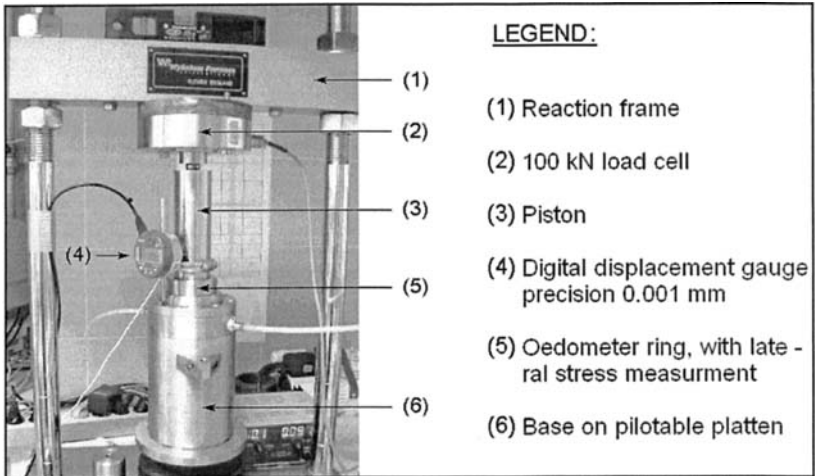 LEGEND:
(1)
(1) Reaction frame
(2)
(2) 100 kN load cell
(3)
(3) Piston
(4)
(4) Digital displacement gauge
precision 0.001 mm
(5)
(5) Oedometer ring, with late -
ral stress measurment
(6)
(6) Base on pilotable platten